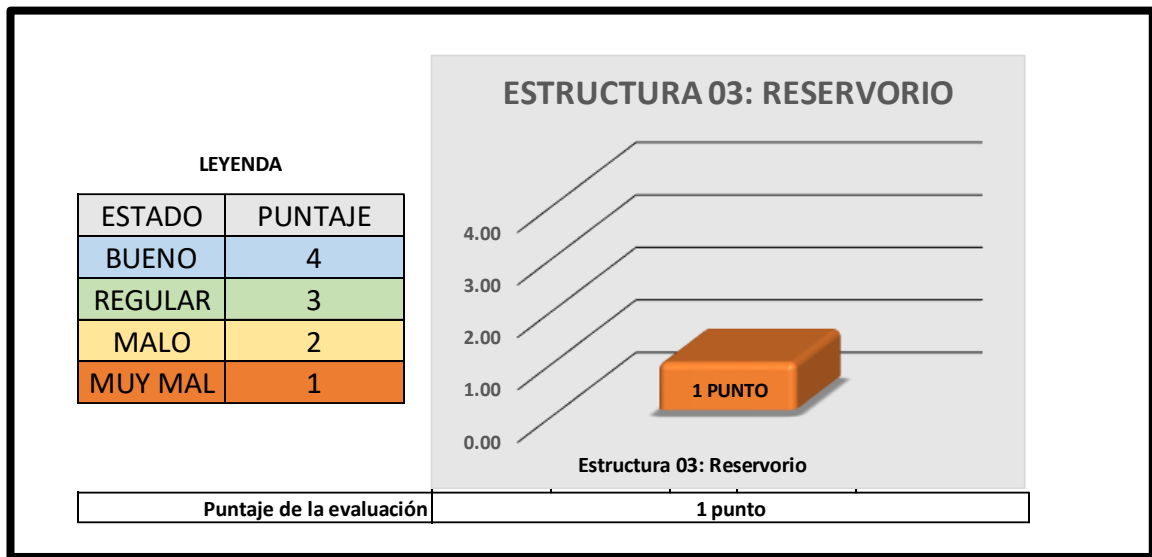 ESTRUCTURA 03: RESERVORIO
LEYENDA
ESTADO PUNTAJE
BUENO 4
REGULAR 3
MALO 2
MUY MAL 1
4.00
3.00
2.00
1.00
0.00
1 PUNTO
Estructura 03: Reservorio
Puntaje de la evaluación 1 punto